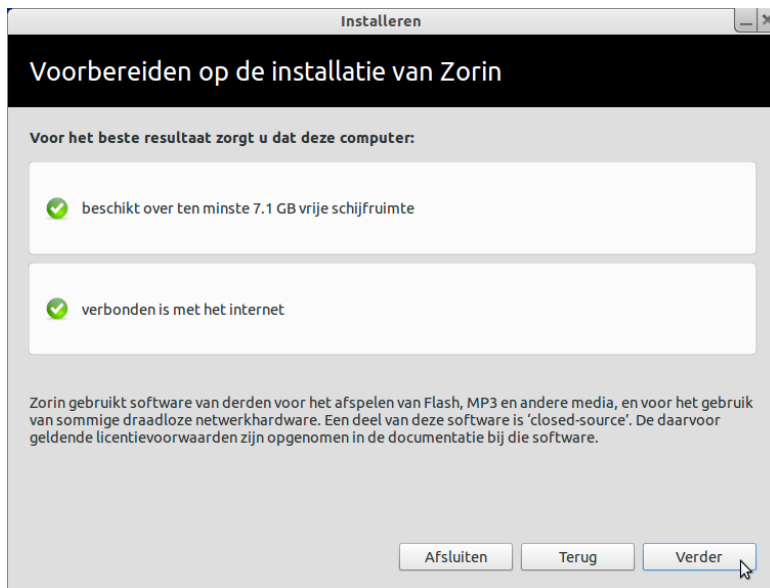 Installeren
Voorbereiden op de installatie van Zorin
Voor het beste resultaat zorgt u dat deze computer:
beschikt over ten minste 7.1 GB vrije schijfruimte
verbonden is met het internet
Zorin gebruikt software van derden voor het afspelen van Flash, MP3 en andere media, en voor het gebruik
van sommige draadloze netwerkhardware. Een deel van deze software is ‘closed-source’. De daarvoor
geldende licentievoorwaarden zijn opgenomen in de documentatie bij die software.
Afsluiten Terug Verder